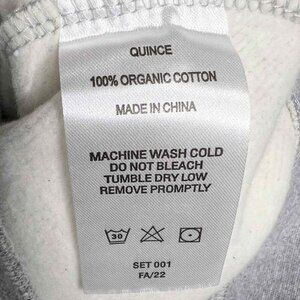 QUINCE
100% ORGANIC COTTON
MADE IN CHINA
MACHINE WASH COLD
DO NOT BLEACH
TUMBLE DRY LOW
REMOVE PROMPTLY
30
SET 001
FA/22